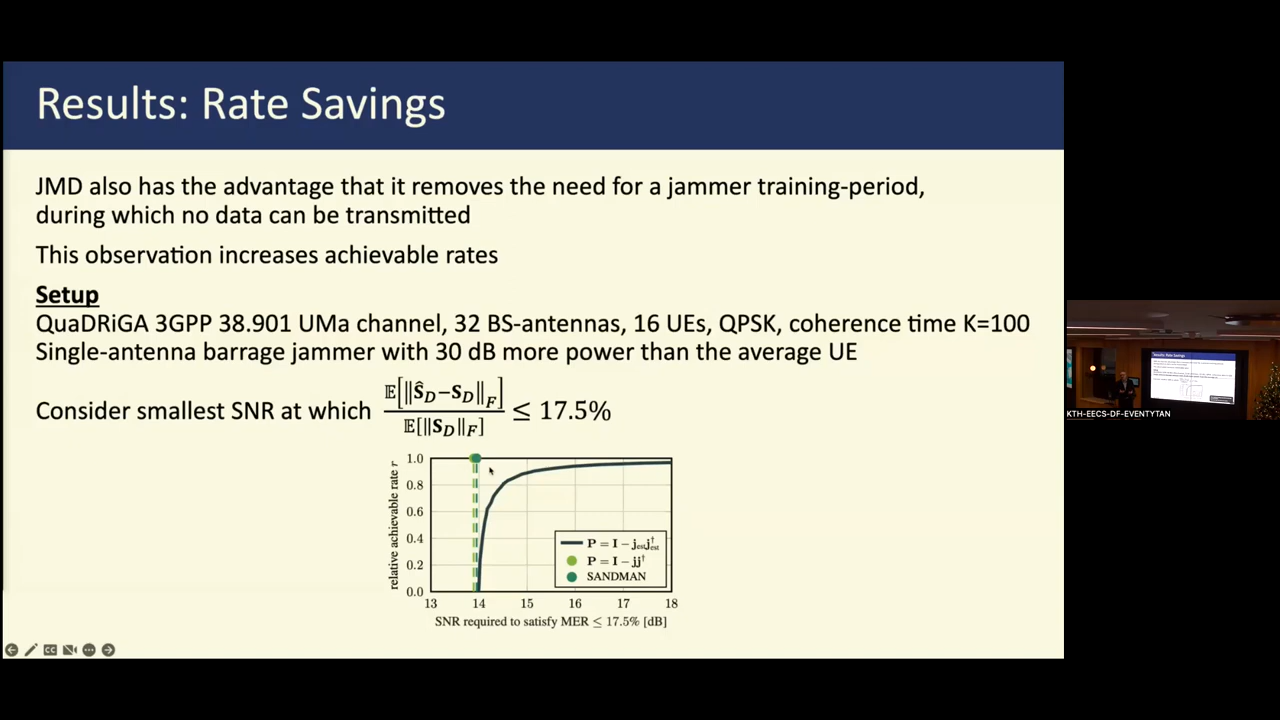 Results: Rate Savings
JMD also has the advantage that it removes the need for a jammer training-period,
during which no data can be transmitted
This observation increases achievable rates
Setup
QuaDRiGA 3GPP 38.901 UMa channel, 32 BS-antennas, 16 UEs, QPSK, coherence time K=100
Single-antenna barrage jammer with 30 dB more power than the average UE
Consider smallest SNR at which 𝔼[‖Ŝ_D−S_D‖_F] / 𝔼[‖S_D‖_F] ≤ 17.5%
relative achievable rate r
1.0
0.8
0.6
0.4
0.2
0.0
P = I − j_est j_est†
P = I − jj†
SANDMAN
13 14 15 16 17 18
SNR required to satisfy MER ≤ 17.5% [dB]
Results: Rate Savings
KTH-EECS-DF-EVENTYTAN